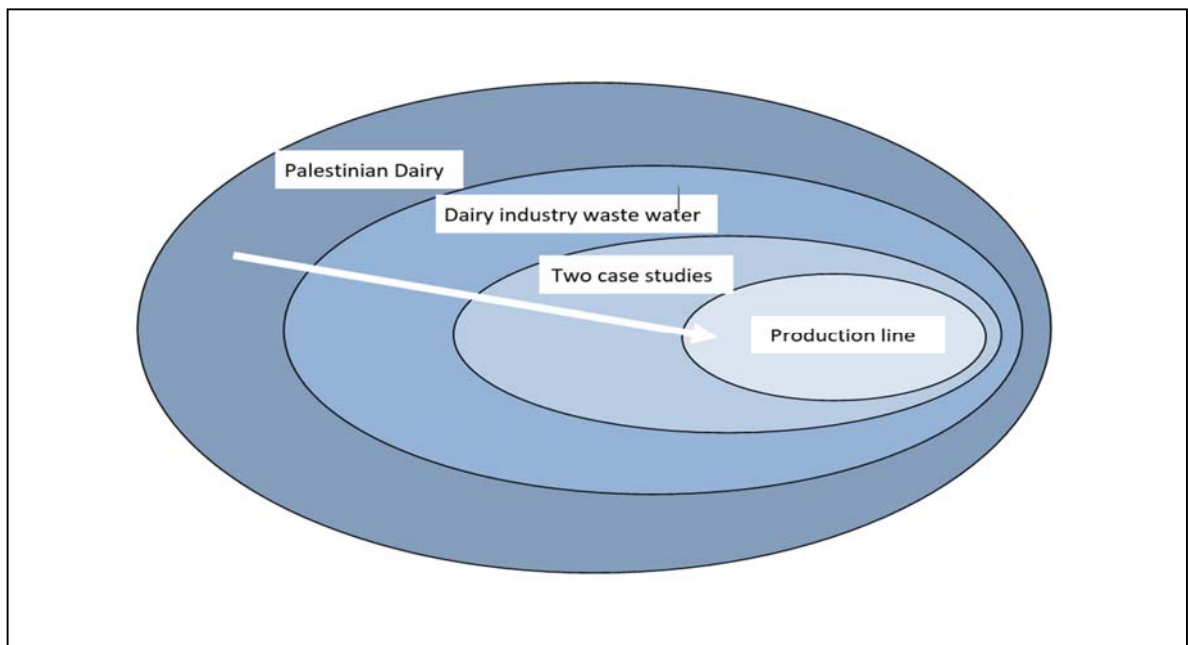 Palestinian Dairy
Dairy industry waste water
Two case studies
Production line